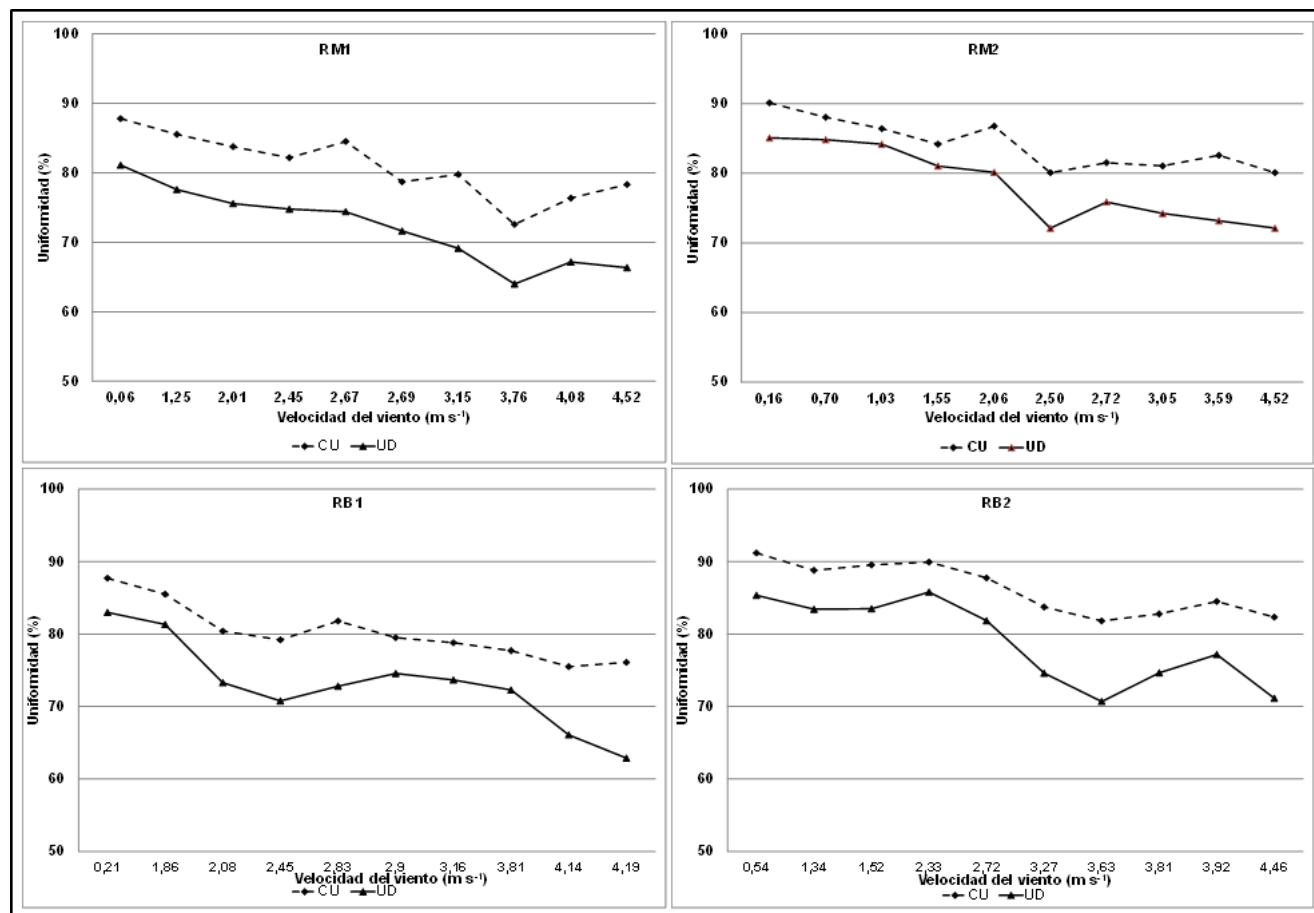 RM1
Uniformidad (%)
100
90
80
70
60
50
0,06 1,25 2,01 2,45 2,67 2,69 3,15 3,76 4,08 4,52
Velocidad del viento (m s⁻¹)
CU UD
RM2
Uniformidad (%)
100
90
80
70
60
50
0,16 0,70 1,03 1,55 2,06 2,50 2,72 3,05 3,59 4,52
Velocidad del viento (m s⁻¹)
CU UD
RB1
Uniformidad (%)
100
90
80
70
60
50
0,21 1,86 2,08 2,45 2,83 2,9 3,16 3,81 4,14 4,19
Velocidad del viento (m s⁻¹)
CU UD
RB2
Uniformidad (%)
100
90
80
70
60
50
0,54 1,34 1,52 2,33 2,72 3,27 3,63 3,81 3,92 4,46
Velocidad del viento (m s⁻¹)
CU UD